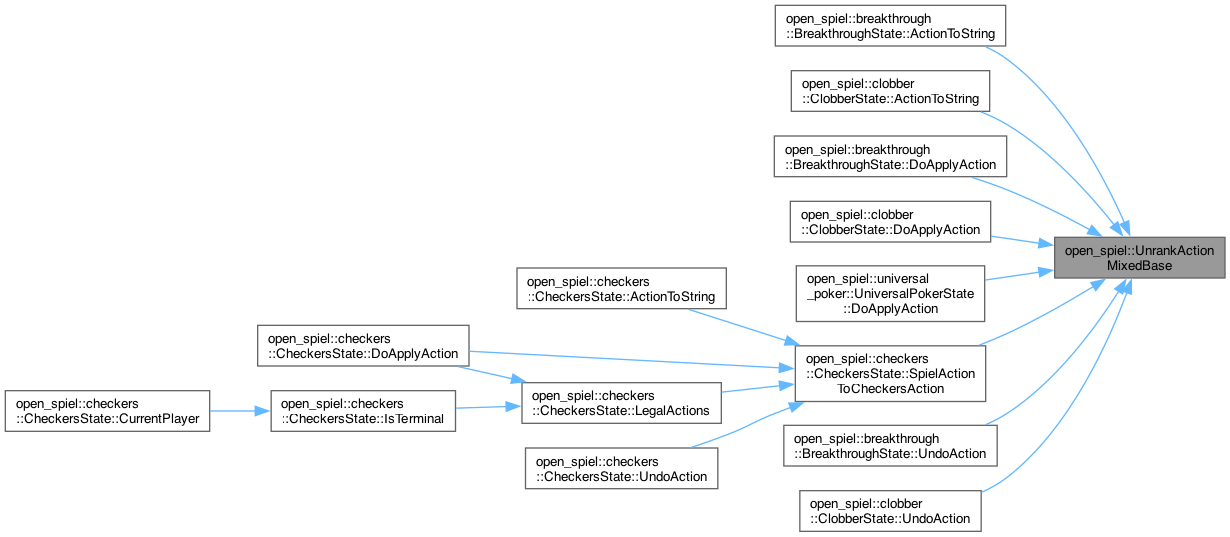 open_spiel::breakthrough
::BreakthroughState::ActionToString
open_spiel::clobber
::ClobberState::ActionToString
open_spiel::breakthrough
::BreakthroughState::DoApplyAction
open_spiel::clobber
::ClobberState::DoApplyAction
open_spiel::UnrankAction
MixedBase
open_spiel::universal
_poker::UniversalPokerState
::DoApplyAction
open_spiel::checkers
::CheckersState::ActionToString
open_spiel::checkers
::CheckersState::DoApplyAction
open_spiel::checkers
::CheckersState::SpielAction
ToCheckersAction
open_spiel::checkers
::CheckersState::CurrentPlayer
open_spiel::checkers
::CheckersState::IsTerminal
open_spiel::checkers
::CheckersState::LegalActions
open_spiel::breakthrough
::BreakthroughState::UndoAction
open_spiel::checkers
::CheckersState::UndoAction
open_spiel::clobber
::ClobberState::UndoAction